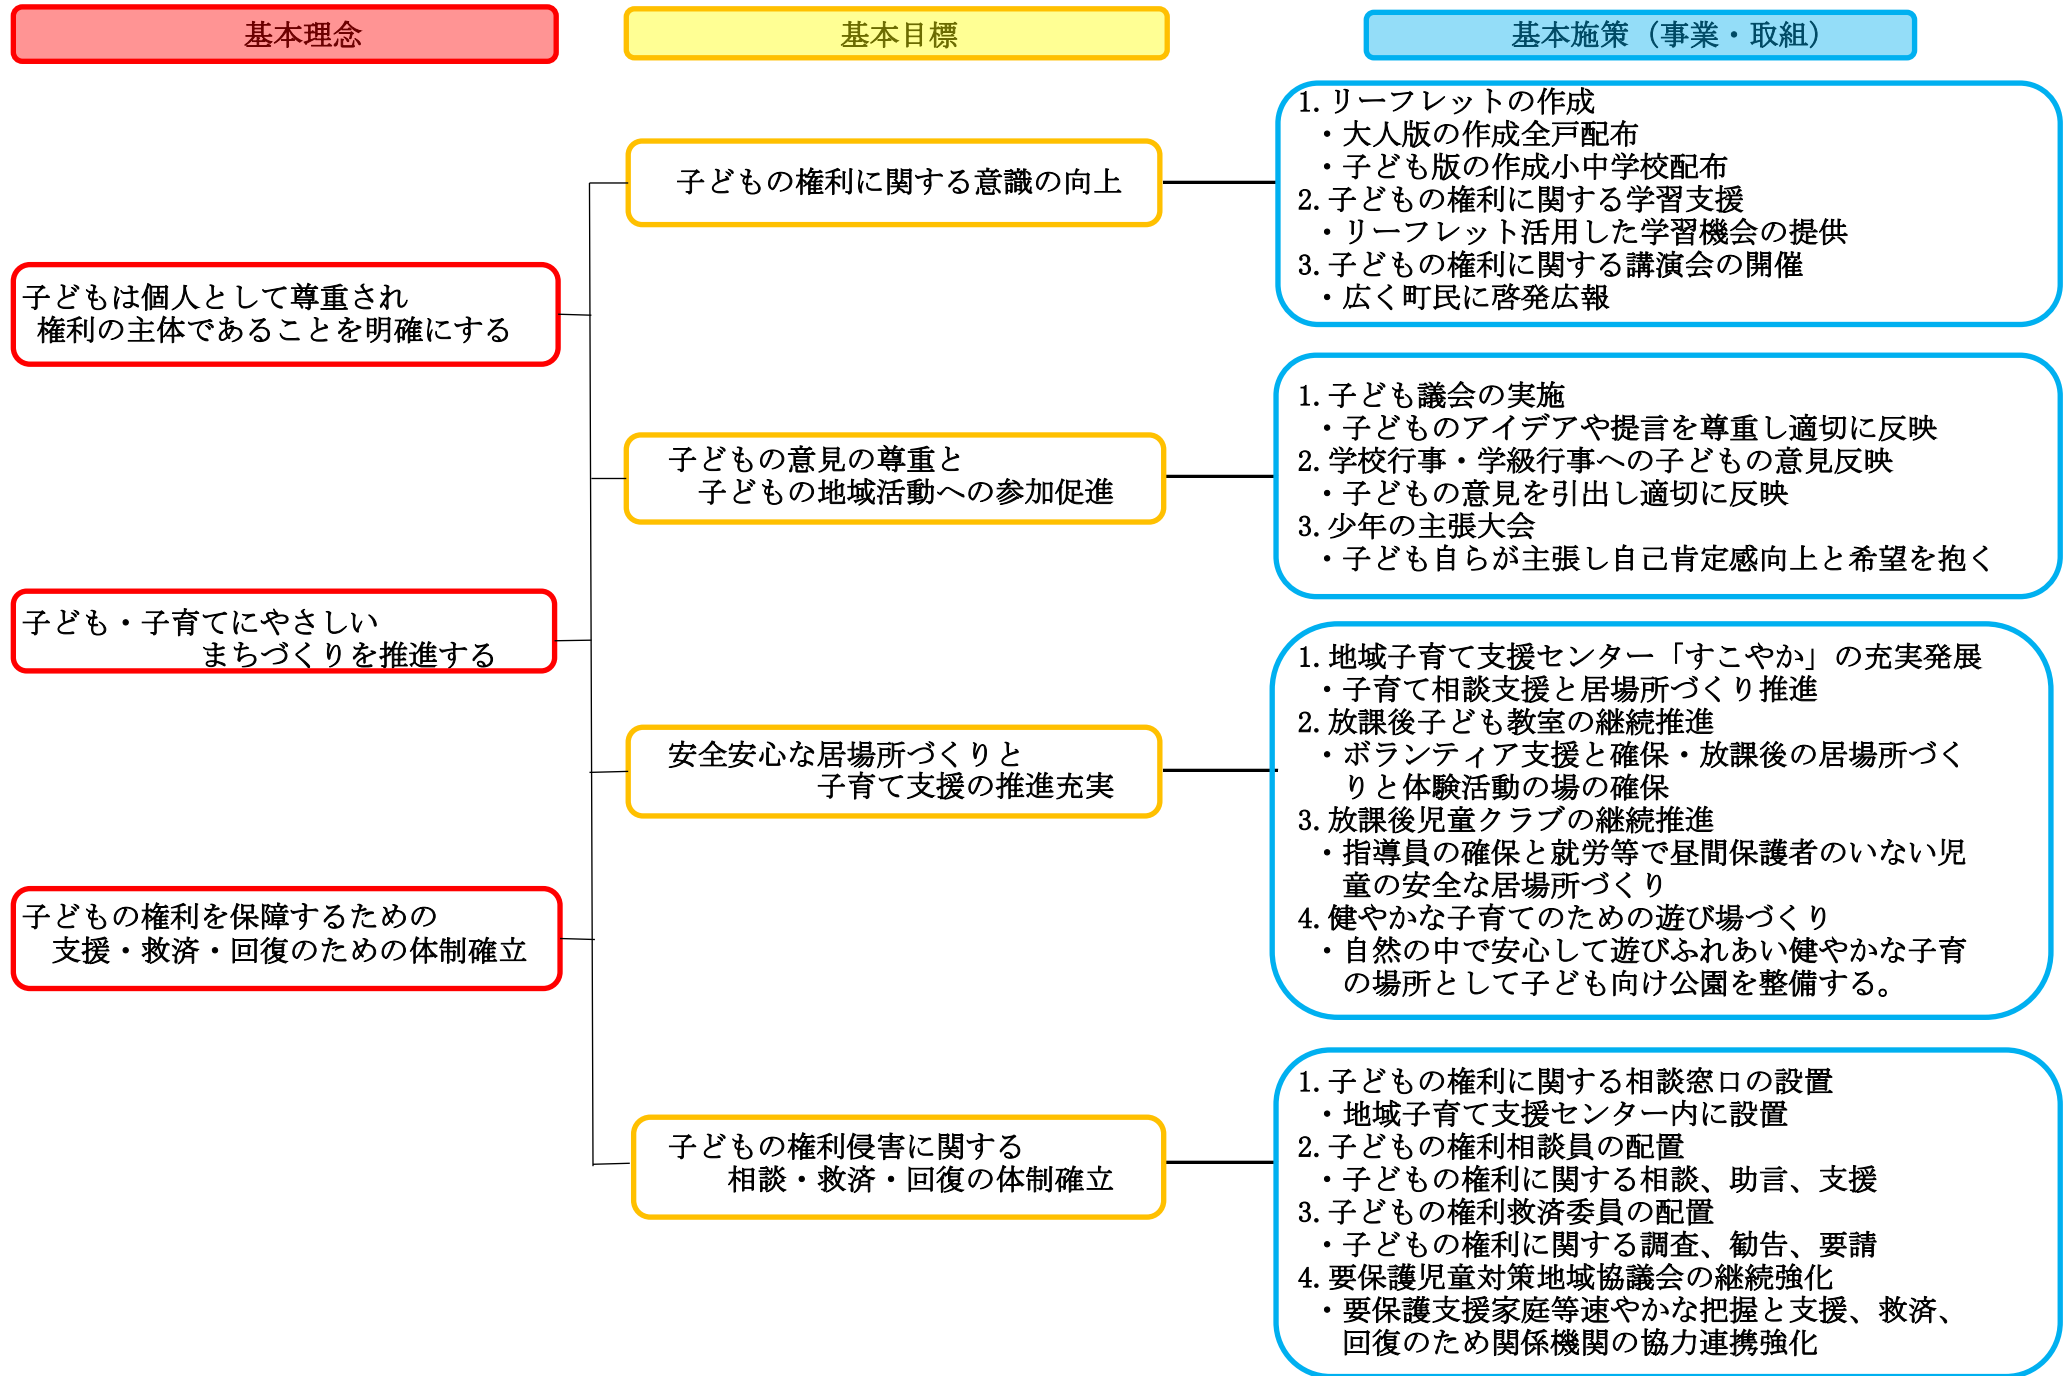 基本理念
基本目標
基本施策（事業・取組）
子どもは個人として尊重され
権利の主体であることを明確にする
子ども・子育てにやさしい
まちづくりを推進する
子どもの権利を保障するための
支援・救済・回復のための体制確立
子どもの権利に関する意識の向上
子どもの意見の尊重と
子どもの地域活動への参加促進
安全安心な居場所づくりと
子育て支援の推進充実
子どもの権利侵害に関する
相談・救済・回復の体制確立
1.リーフレットの作成
・大人版の作成全戸配布
・子ども版の作成小中学校配布
2.子どもの権利に関する学習支援
・リーフレット活用した学習機会の提供
3.子どもの権利に関する講演会の開催
・広く町民に啓発広報
1.子ども議会の実施
・子どものアイデアや提言を尊重し適切に反映
2.学校行事・学級行事への子どもの意見反映
・子どもの意見を引出し適切に反映
3.少年の主張大会
・子ども自らが主張し自己肯定感向上と希望を抱く
1.地域子育て支援センター「すこやか」の充実発展
・子育て相談支援と居場所づくり推進
2.放課後子ども教室の継続推進
・ボランティア支援と確保・放課後の居場所づく
りと体験活動の場の確保
3.放課後児童クラブの継続推進
・指導員の確保と就労等で昼間保護者のいない児
童の安全な居場所づくり
4.健やかな子育てのための遊び場づくり
・自然の中で安心して遊びふれあい健やかな子育
の場所として子ども向け公園を整備する。
1.子どもの権利に関する相談窓口の設置
・地域子育て支援センター内に設置
2.子どもの権利相談員の配置
・子どもの権利に関する相談、助言、支援
3.子どもの権利救済委員の配置
・子どもの権利に関する調査、勧告、要請
4.要保護児童対策地域協議会の継続強化
・要保護支援家庭等速やかな把握と支援、救済、
回復のため関係機関の協力連携強化